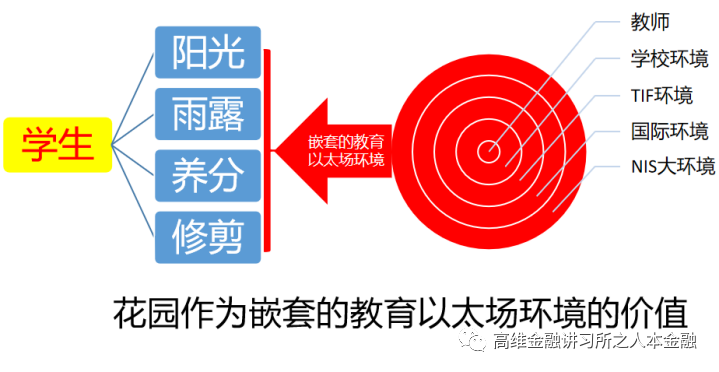 学生
阳光
雨露
养分
修剪
嵌套的教育
以太场环境
教师
学校环境
TIF环境
国际环境
NIS大环境
花园作为嵌套的教育以太场环境的价值
高维金融讲习所之人本金融